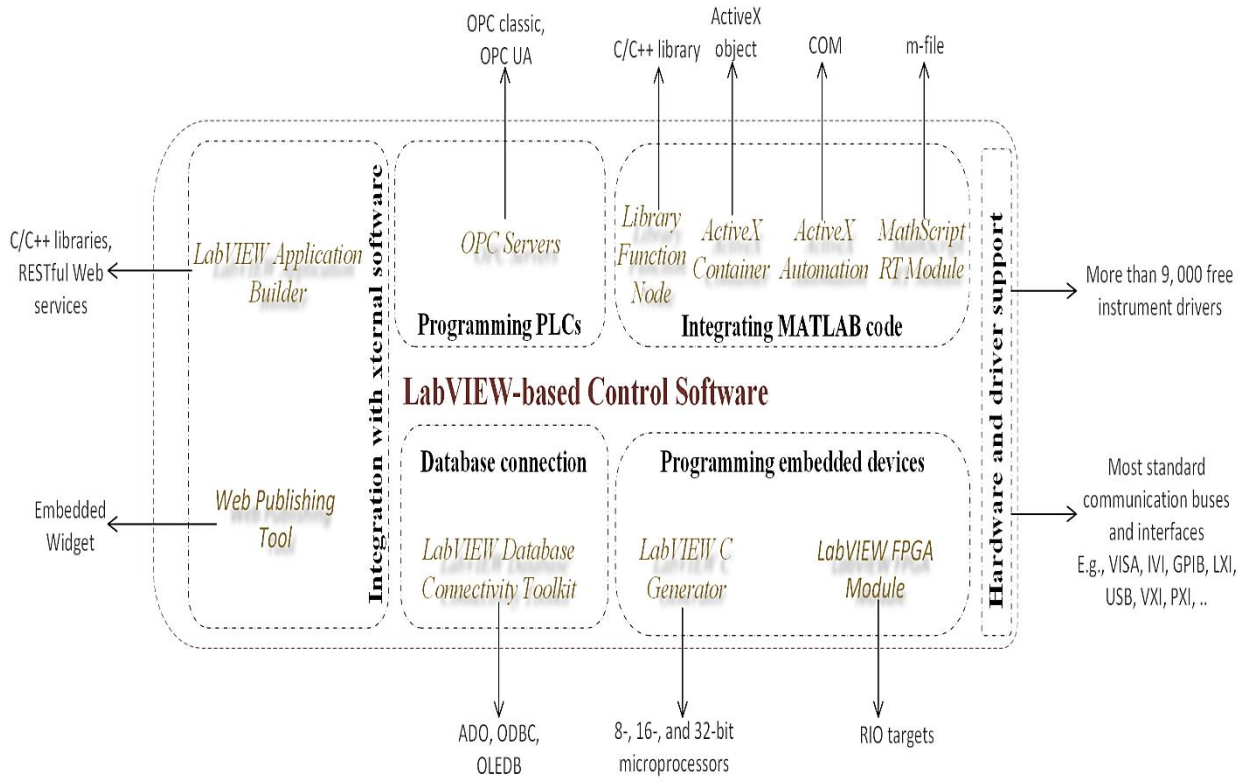 OPC classic,
OPC UA
C/C++ library
ActiveX
object
COM
m-file
C/C++ libraries,
RESTful Web
services
LabVIEW Application
Builder
Embedded
Widget
Web Publishing
Tool
Integration with xternal software
OPC Servers
Programming PLCs
Library
Function
Node
ActiveX
Container
ActiveX
Automation
MathScript
RT Module
Integrating MATLAB code
LabVIEW-based Control Software
Database connection
LabVIEW Database
Connectivity Toolkit
Programming embedded devices
LabVIEW C
Generator
LabVIEW FPGA
Module
Hardware and driver support
More than 9, 000 free
instrument drivers
Most standard
communication buses
and interfaces
E.g., VISA, IVI, GPIB, LXI,
USB, VXI, PXI, ..
ADO, ODBC,
OLEDB
8-, 16-, and 32-bit
microprocessors
RIO targets